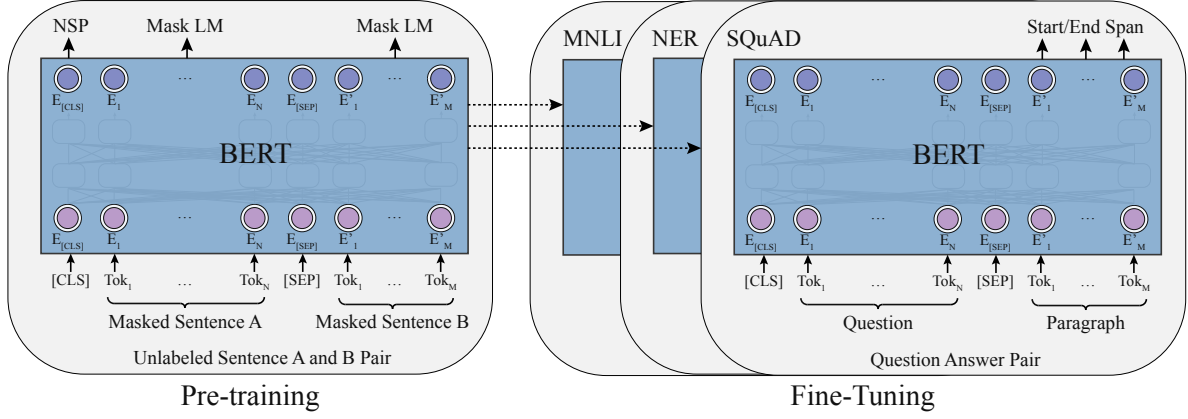 NSP Mask LM Mask LM
E[CLS] E1 ... EN E[SEP] E’1 ... E’M
BERT
E[CLS] E1 ... EN E[SEP] E’1 ... E’M
[CLS] Tok1 ... TokN [SEP] Tok1 ... TokM
Masked Sentence A Masked Sentence B
Unlabeled Sentence A and B Pair
Pre-training
MNLI NER SQuAD
Start/End Span
E[CLS] E1 ... EN E[SEP] E’1 ... E’M
BERT
E[CLS] E1 ... EN E[SEP] E’1 ... E’M
[CLS] Tok1 ... TokN [SEP] Tok1 ... TokM
Question Paragraph
Question Answer Pair
Fine-Tuning